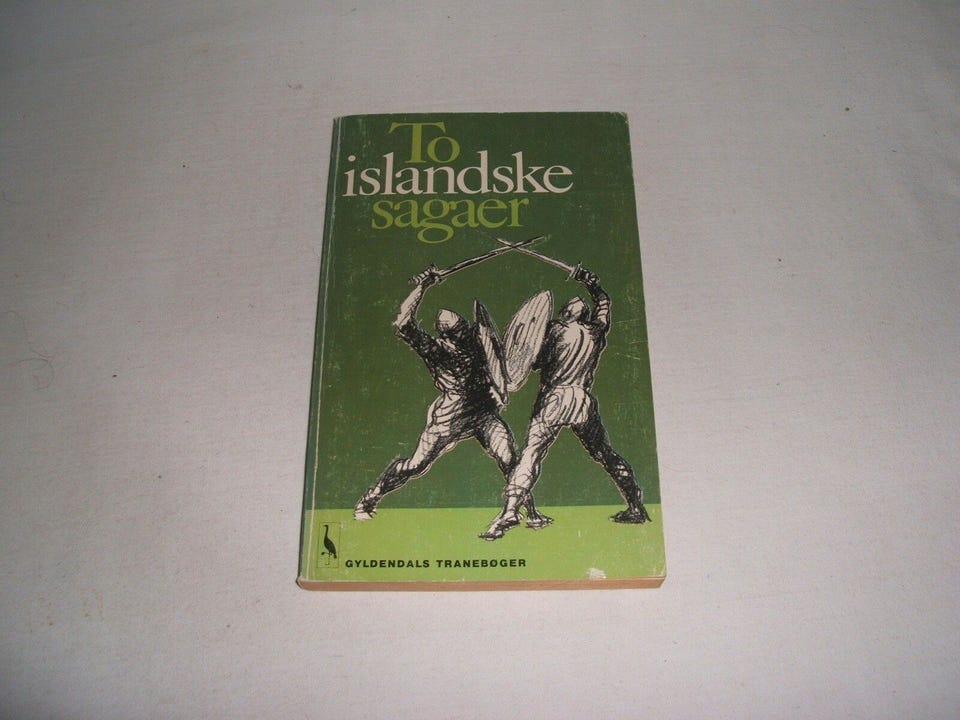 To
islandske
sagaer
GYLDENDALS TRANEBØGER